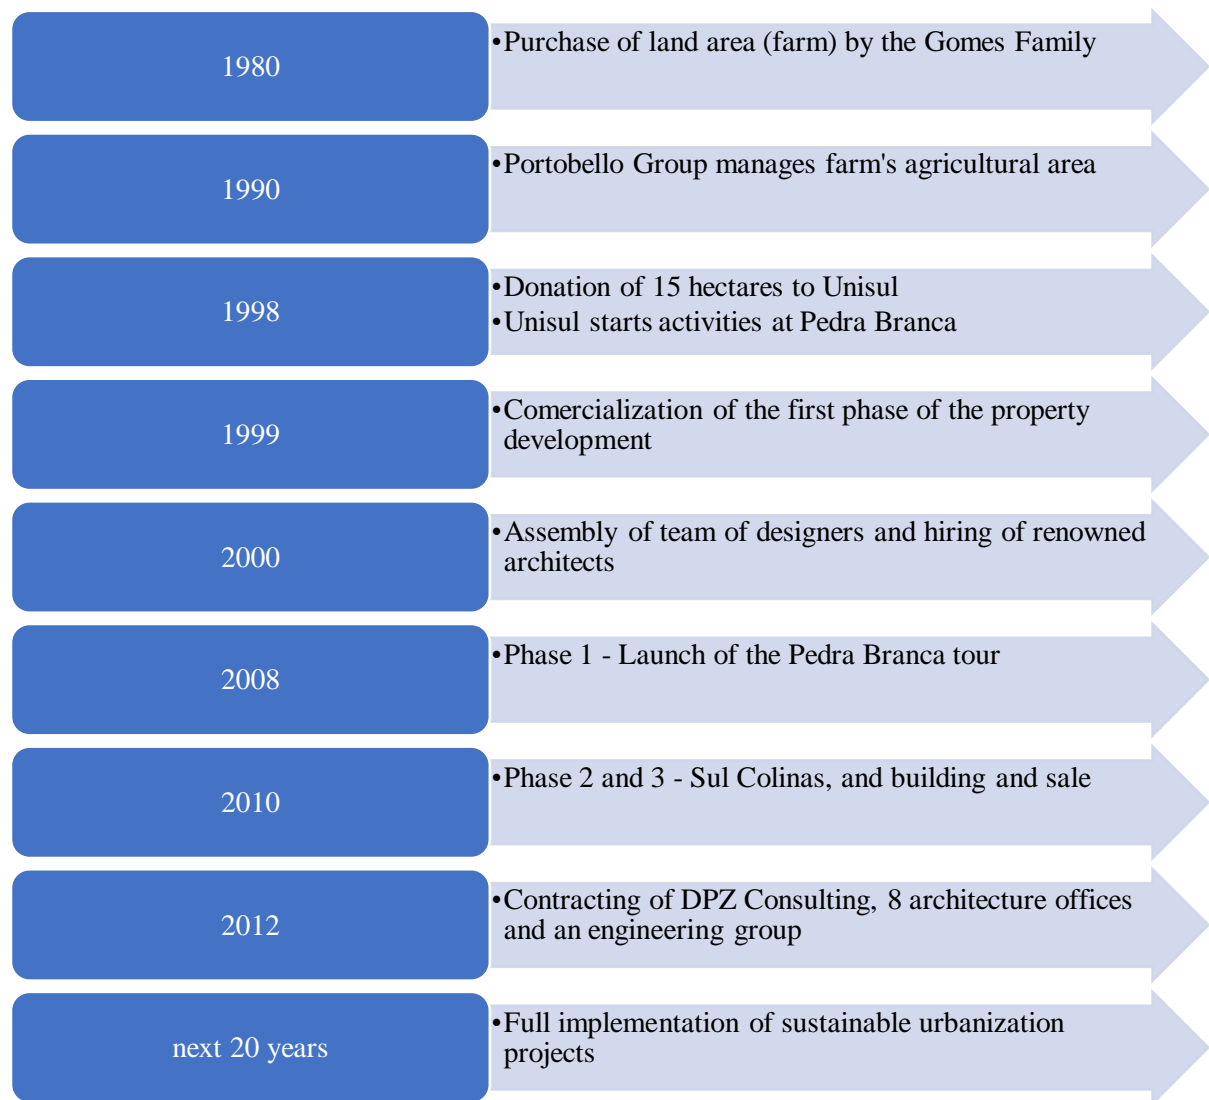 1980
•Purchase of land area (farm) by the Gomes Family
1990
•Portobello Group manages farm's agricultural area
1998
•Donation of 15 hectares to Unisul
•Unisul starts activities at Pedra Branca
1999
•Comercialization of the first phase of the property
development
2000
•Assembly of team of designers and hiring of renowned
architects
2008
•Phase 1 - Launch of the Pedra Branca tour
2010
•Phase 2 and 3 - Sul Colinas, and building and sale
2012
•Contracting of DPZ Consulting, 8 architecture offices
and an engineering group
next 20 years
•Full implementation of sustainable urbanization
projects